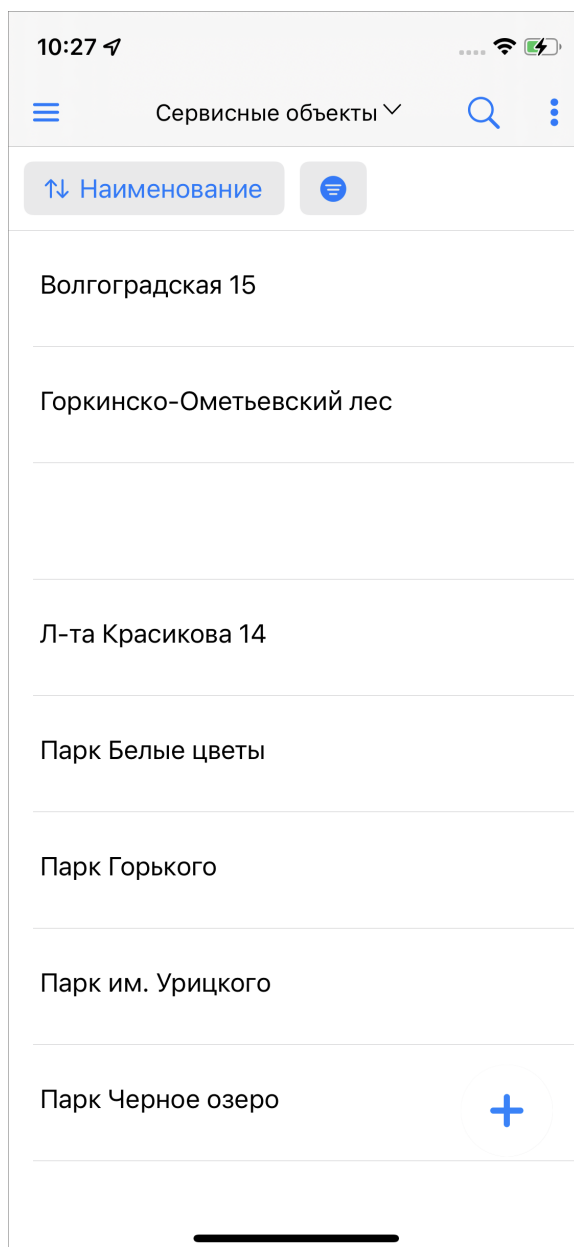 10:27
Сервисные объекты
Наименование
Волгоградская 15
Горкинско-Ометьевский лес
Л-та Красикова 14
Парк Белые цветы
Парк Горького
Парк им. Урицкого
Парк Черное озеро